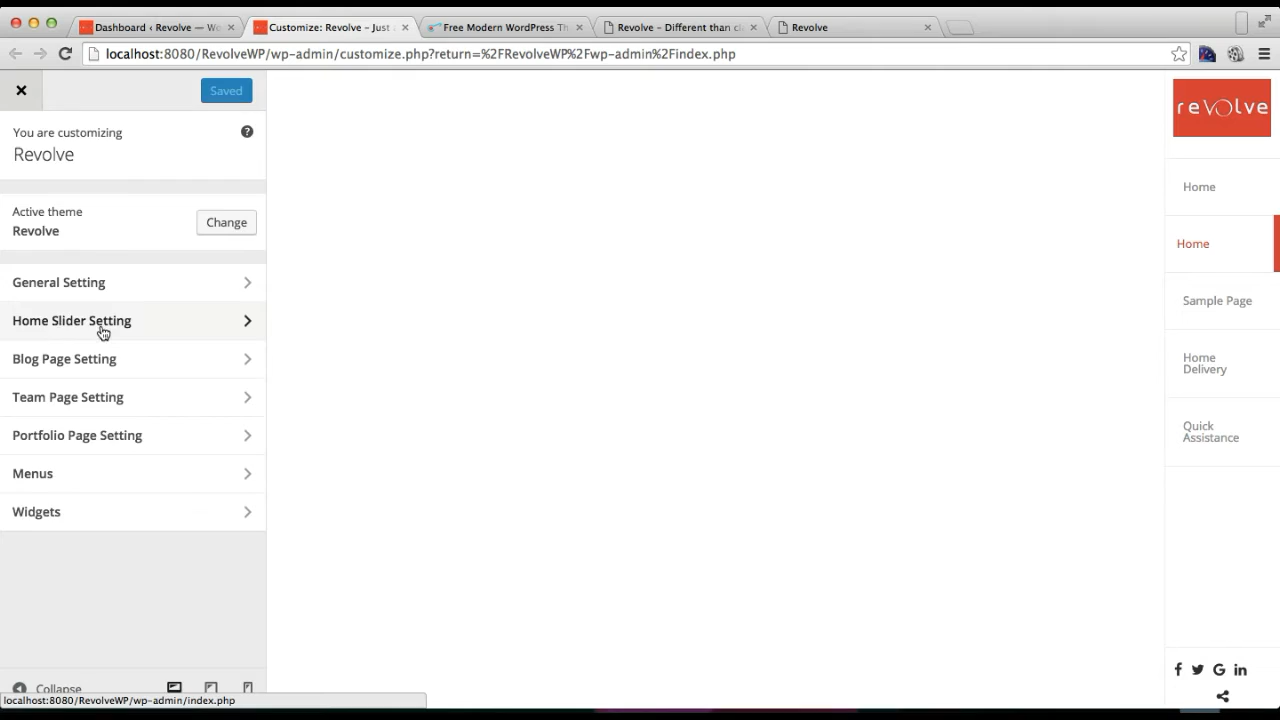 Dashboard ‹ Revolve — Wo
Customize: Revolve – Just
Free Modern WordPress Th
Revolve – Different than cl
Revolve
localhost:8080/RevolveWP/wp-admin/customize.php?return=%2FRevolveWP%2Fwp-admin%2Findex.php
Saved
You are customizing
Revolve
Active theme
Revolve
Change
General Setting
Home Slider Setting
Blog Page Setting
Team Page Setting
Portfolio Page Setting
Menus
Widgets
Collapse
localhost:8080/RevolveWP/wp-admin/index.php
reVolve
Home
Home
Sample Page
Home
Delivery
Quick
Assistance